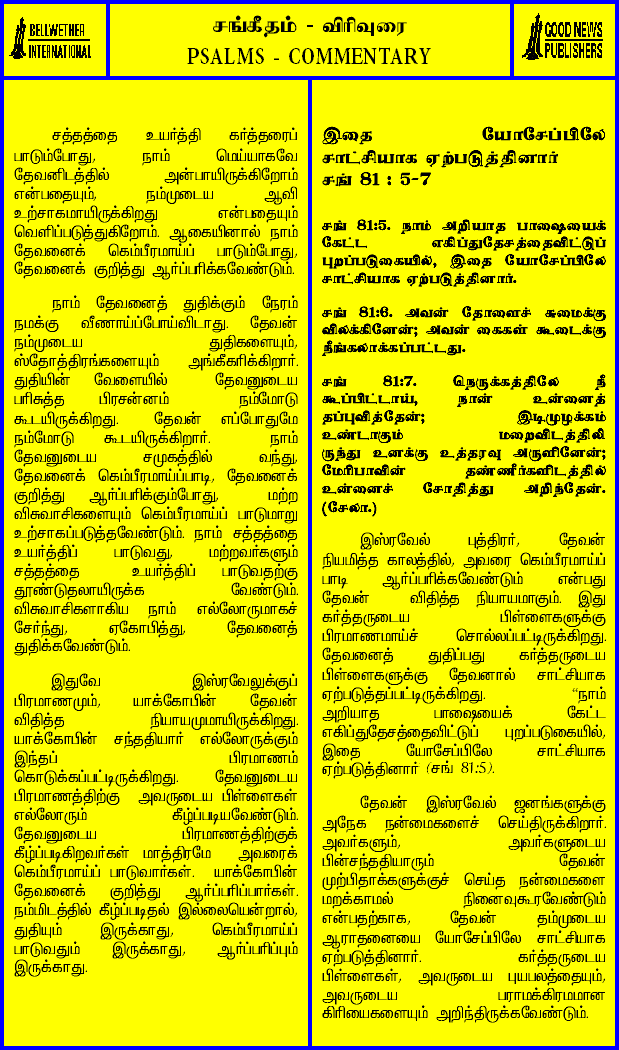 BELLWETHER
INTERNATIONAL
சங்கீதம் - விரிவுரை
PSALMS - COMMENTARY
GOOD NEWS
PUBLISHERS
சத்தத்தை உயர்த்தி கர்த்தரைப்
பாடும்போது, நாம் மெய்யாகவே
தேவனிடத்தில் அன்பாயிருக்கிறோம்
என்பதையும், நம்முடைய ஆவி
உற்சாகமாயிருக்கிறது என்பதையும்
வெளிப்படுத்துகிறோம். ஆகையினால் நாம்
தேவனைக் கெம்பீரமாய்ப் பாடும்போது,
தேவனைக் குறித்து ஆர்ப்பரிக்கவேண்டும்.
நாம் தேவனைத் துதிக்கும் நேரம்
நமக்கு வீணாய்ப்போய்விடாது. தேவன்
நம்முடைய துதிகளையும்,
ஸ்தோத்திரங்களையும் அங்கீகரிக்கிறார்.
துதியின் வேளையில் தேவனுடைய
பரிசுத்த பிரசன்னம் நம்மோடு
கூடயிருக்கிறது. தேவன் எப்போதுமே
நம்மோடு கூடயிருக்கிறார். நாம்
தேவனுடைய சமுகத்தில் வந்து,
தேவனைக் கெம்பீரமாய்ப்பாடி, தேவனைக்
குறித்து ஆர்ப்பரிக்கும்போது, மற்ற
விசுவாசிகளையும் கெம்பீரமாய்ப் பாடுமாறு
உற்சாகப்படுத்தவேண்டும். நாம் சத்தத்தை
உயர்த்திப் பாடுவது, மற்றவர்களும்
சத்தத்தை உயர்த்திப் பாடுவதற்கு
தூண்டுதலாயிருக்க வேண்டும்.
விசுவாசிகளாகிய நாம் எல்லோருமாகச்
சேர்ந்து, ஏகோபித்து, தேவனைத்
துதிக்கவேண்டும்.
இதுவே இஸ்ரவேலுக்குப்
பிரமாணமும், யாக்கோபின் தேவன்
விதித்த நியாயமுமாயிருக்கிறது.
யாக்கோபின் சந்ததியார் எல்லோருக்கும்
இந்தப் பிரமாணம்
கொடுக்கப்பட்டிருக்கிறது. தேவனுடைய
பிரமாணத்திற்கு அவருடைய பிள்ளைகள்
எல்லோரும் கீழ்ப்படியவேண்டும்.
தேவனுடைய பிரமாணத்திற்குக்
கீழ்ப்படிகிறவர்கள் மாத்திரமே அவரைக்
கெம்பீரமாய்ப் பாடுவார்கள். யாக்கோபின்
தேவனைக் குறித்து ஆர்ப்பரிப்பார்கள்.
நம்மிடத்தில் கீழ்ப்படிதல் இல்லையென்றால்,
துதியும் இருக்காது, கெம்பீரமாய்ப்
பாடுவதும் இருக்காது, ஆர்ப்பரிப்பும்
இருக்காது.
இதை யோசேப்பிலே
சாட்சியாக ஏற்படுத்தினார்
சங் 81 : 5-7
சங் 81:5. நாம் அறியாத பாஷையைக்
கேட்ட எகிப்துதேசத்தைவிட்டுப்
புறப்படுகையில், இதை யோசேப்பிலே
சாட்சியாக ஏற்படுத்தினார்.
சங் 81:6. அவன் தோளைச் சுமைக்கு
விலக்கினேன்; அவன் கைகள் கூடைக்கு
நீங்கலாக்கப்பட்டது.
சங் 81:7. நெருக்கத்திலே நீ
கூப்பிட்டாய், நான் உன்னைத்
தப்புவித்தேன்; இடிமுழக்கம்
உண்டாகும் மறைவிடத்திலி
ருந்து உனக்கு உத்தரவு அருளினேன்;
மேரிபாவின் தண்ணீர்களிடத்தில்
உன்னைச் சோதித்து அறிந்தேன்.
(சேலா.)
இஸ்ரவேல் புத்திரர், தேவன்
நியமித்த காலத்தில், அவரை கெம்பீரமாய்ப்
பாடி ஆர்ப்பரிக்கவேண்டும் என்பது
தேவன் விதித்த நியாயமாகும். இது
கர்த்தருடைய பிள்ளைகளுக்கு
பிரமாணமாய்ச் சொல்லப்பட்டிருக்கிறது.
தேவனைத் துதிப்பது கர்த்தருடைய
பிள்ளைகளுக்கு தேவனால் சாட்சியாக
ஏற்படுத்தப்பட்டிருக்கிறது. "நாம்
அறியாத பாஷையைக் கேட்ட
எகிப்துதேசத்தைவிட்டுப் புறப்படுகையில்,
இதை யோசேப்பிலே சாட்சியாக
ஏற்படுத்தினார் (சங் 81:5).
தேவன் இஸ்ரவேல் ஜனங்களுக்கு
அநேக நன்மைகளைச் செய்திருக்கிறார்.
அவர்களும், அவர்களுடைய
பின்சந்ததியாரும் தேவன்
முற்பிதாக்களுக்குச் செய்த நன்மைகளை
மறக்காமல் நினைவுகூரவேண்டும்
என்பதற்காக, தேவன் தம்முடைய
ஆராதனையை யோசேப்பிலே சாட்சியாக
ஏற்படுத்தினார். கர்த்தருடைய
பிள்ளைகள், அவருடைய புயபலத்தையும்,
அவருடைய பராமக்கிரமமான
கிரியைகளையும் அறிந்திருக்கவேண்டும்.